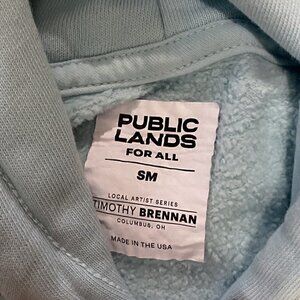 PUBLIC
LANDS
FOR ALL
SM
LOCAL ARTIST SERIES
TIMOTHY BRENNAN
COLUMBUS, OH
MADE IN THE USA